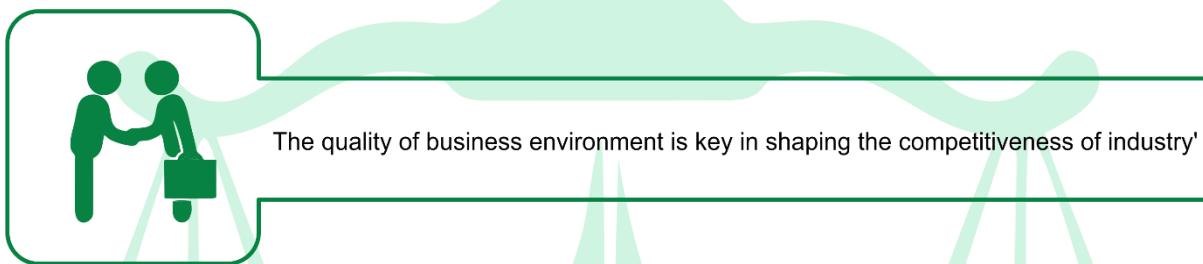 The quality of business environment is key in shaping the competitiveness of industry'